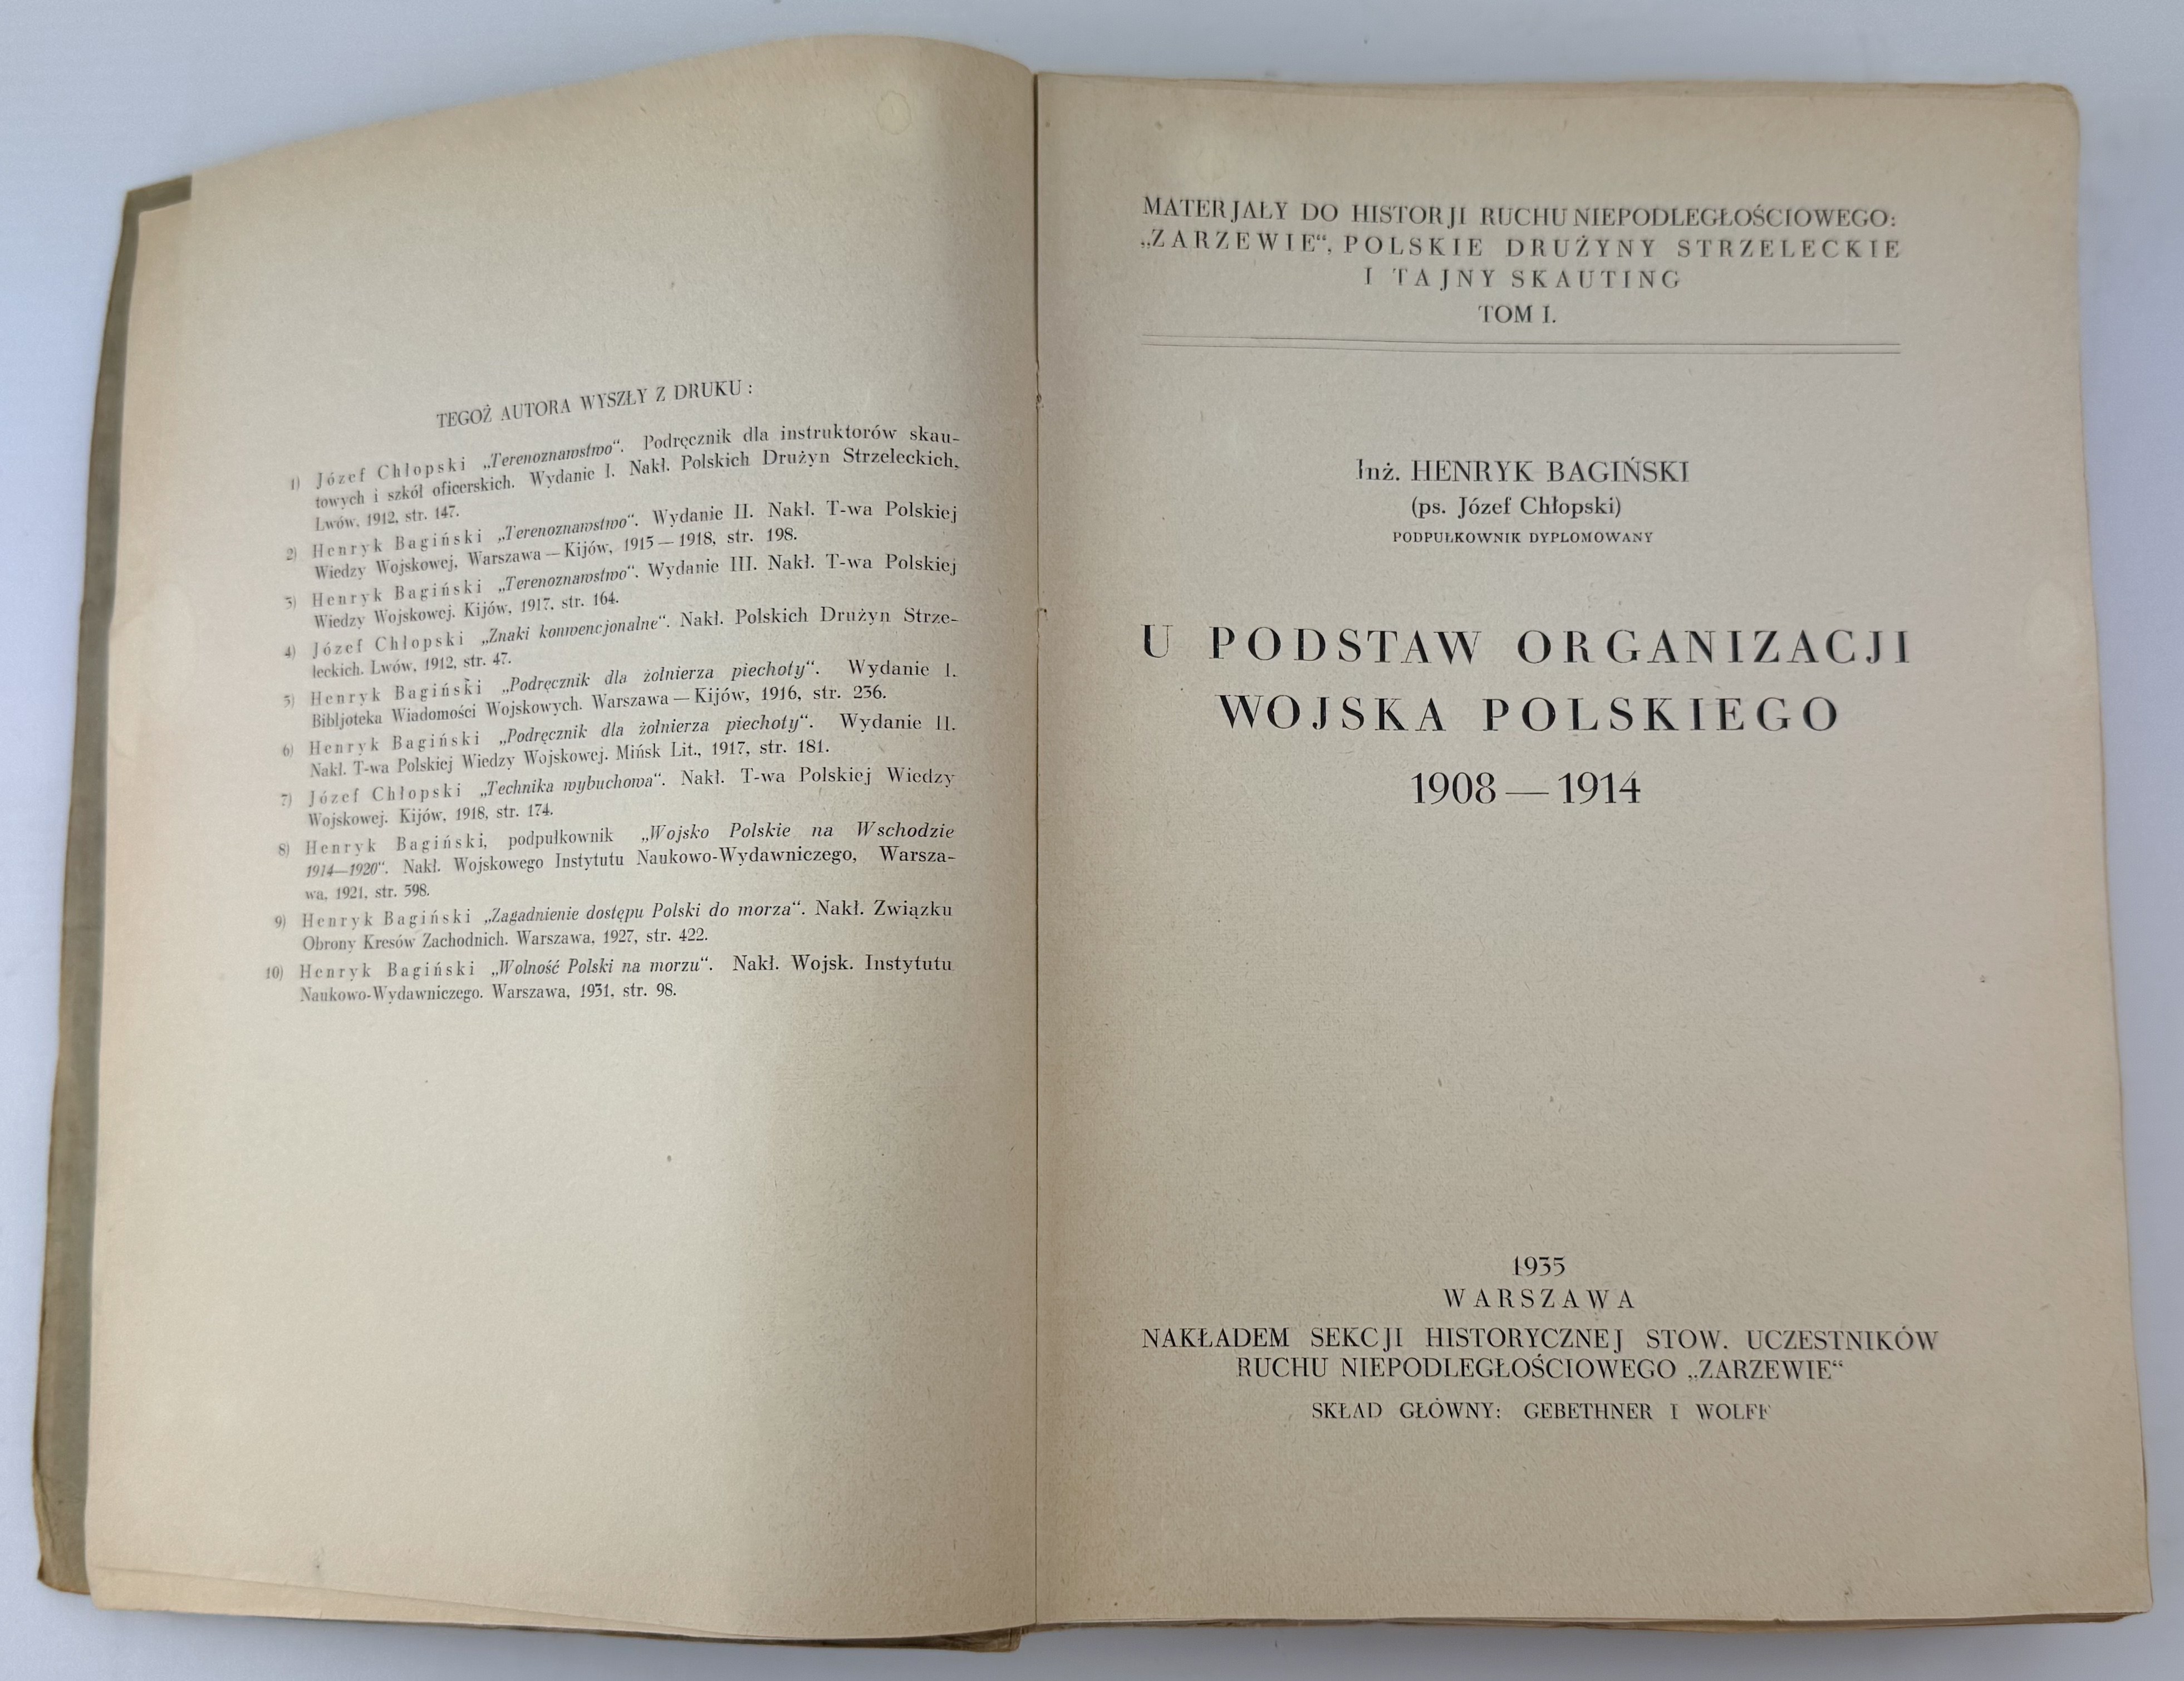 TEGOŻ AUTORA WYSZŁY Z DRUKU :
1) Józef Chłopski „Terenoznawstwo“. Podręcznik dla instruktorów skau-
towych i szkół oficerskich. Wydanie I. Nakł. Polskich Drużyn Strzeleckich,
Lwów, 1912, str. 147.
2) Henryk Bagiński „Terenoznawstwo“. Wydanie II. Nakł. T-wa Polskiej
Wiedzy Wojskowej, Warszawa — Kijów, 1915 — 1918, str. 198.
3) Henryk Bagiński „Terenoznawstwo“. Wydanie III. Nakł. T-wa Polskiej
Wiedzy Wojskowej. Kijów, 1917, str. 164.
4) Józef Chłopski „Znaki konwencjonalne“. Nakł. Polskich Drużyn Strze-
leckich. Lwów, 1912, str. 47.
5) Henryk Bagiński „Podręcznik dla żołnierza piechoty“. Wydanie I.
Bibljoteka Wiadomości Wojskowych. Warszawa — Kijów, 1916, str. 236.
6) Henryk Bagiński „Podręcznik dla żołnierza piechoty“. Wydanie II.
Nakł. T-wa Polskiej Wiedzy Wojskowej. Mińsk Lit., 1917, str. 181.
7) Józef Chłopski „Technika wybuchowa“. Nakł. T-wa Polskiej Wiedzy
Wojskowej. Kijów, 1918, str. 174.
8) Henryk Bagiński, podpułkownik „Wojsko Polskie na Wschodzie
1914—1920“. Nakł. Wojskowego Instytutu Naukowo-Wydawniczego, Warsza-
wa, 1921, str. 598.
9) Henryk Bagiński „Zagadnienie dostępu Polski do morza“. Nakł. Związku
Obrony Kresów Zachodnich. Warszawa, 1927, str. 422.
10) Henryk Bagiński „Wolność Polski na morzu“. Nakł. Wojsk. Instytutu
Naukowo-Wydawniczego. Warszawa, 1931, str. 98.
MATERJAŁY DO HISTORJI RUCHU NIEPODLEGŁOŚCIOWEGO:
„ZARZEWIE“, POLSKIE DRUŻYNY STRZELECKIE
I TAJNY SKAUTING
TOM I.
Inż. HENRYK BAGIŃSKI
(ps. Józef Chłopski)
PODPUŁKOWNIK DYPLOMOWANY
U PODSTAW ORGANIZACJI
WOJSKA POLSKIEGO
1908 — 1914
1935
WARSZAWA
NAKŁADEM SEKCJI HISTORYCZNEJ STOW. UCZESTNIKÓW
RUCHU NIEPODLEGŁOŚCIOWEGO „ZARZEWIE“
SKŁAD GŁÓWNY: GEBETHNER I WOLFF